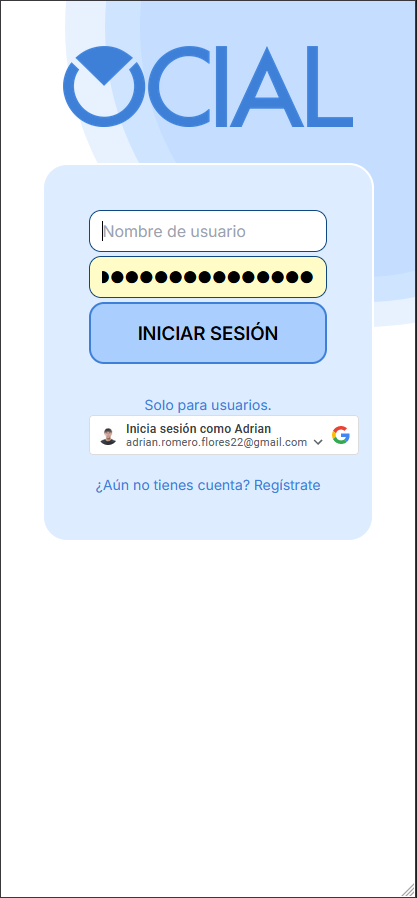 OCIAL
Nombre de usuario
INICIAR SESIÓN
Solo para usuarios.
Inicia sesión como Adrian
adrian.romero.flores22@gmail.com
¿Aún no tienes cuenta? Regístrate